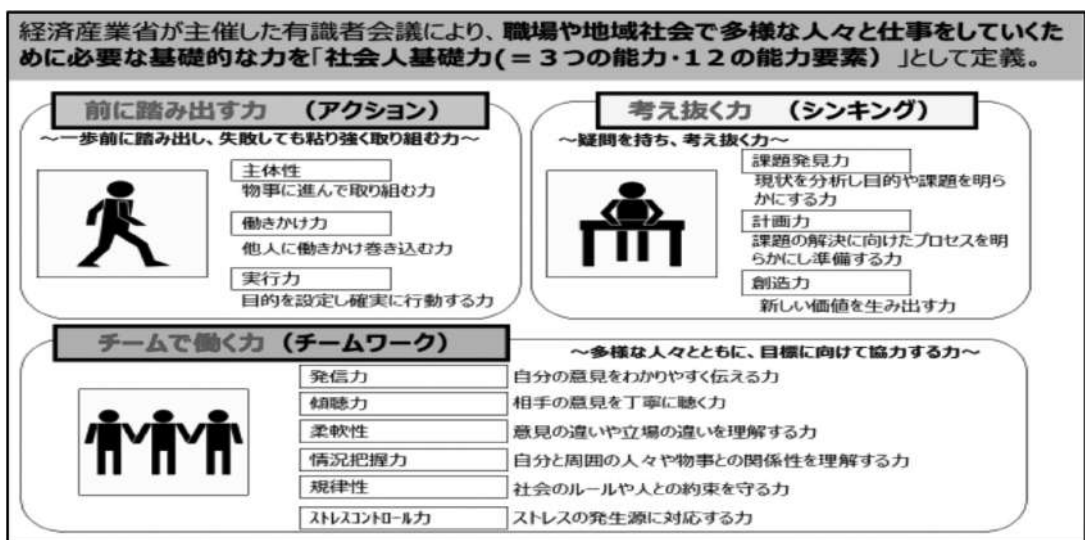 経済産業省が主催した有識者会議により、職場や地域社会で多様な人々と仕事をしていくた
めに必要な基礎的な力を「社会人基礎力(=3つの能力・12の能力要素)」として定義。
前に踏み出す力 (アクション)
~一歩前に踏み出し、失敗しても粘り強く取り組む力~
主体性
物事に進んで取り組む力
働きかけ力
他人に働きかけ巻き込む力
実行力
目的を設定し確実に行動する力
考え抜く力 (シンキング)
~疑問を持ち、考え抜く力~
課題発見力
現状を分析し目的や課題を明ら
かにする力
計画力
課題の解決に向けたプロセスを明
らかにし準備する力
創造力
新しい価値を生み出す力
チームで働く力 (チームワーク)
~多様な人々とともに、目標に向けて協力する力~
発信力 自分の意見をわかりやすく伝える力
傾聴力 相手の意見を丁寧に聴く力
柔軟性 意見の違いや立場の違いを理解する力
情況把握力 自分と周囲の人々や物事との関係性を理解する力
規律性 社会のルールや人との約束を守る力
ストレスコントロール力 ストレスの発生源に対応する力